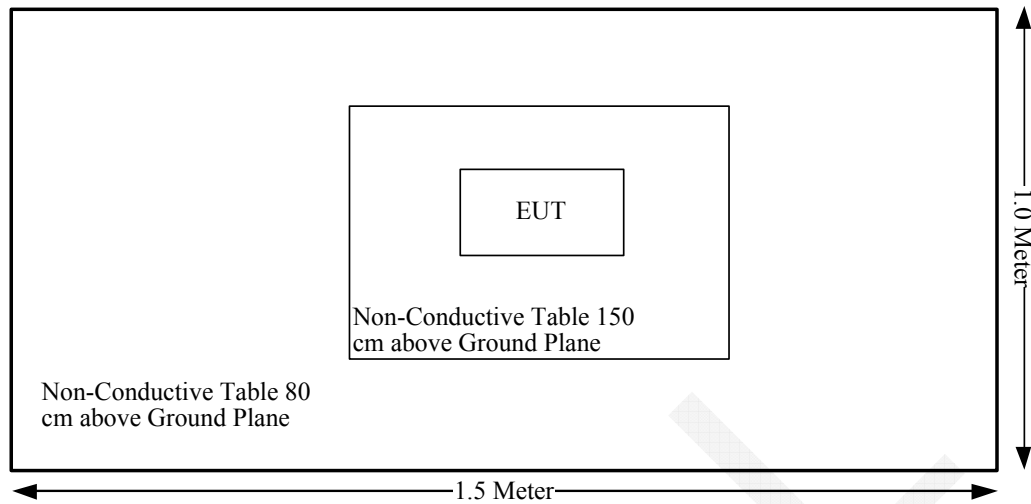 EUT
Non-Conductive Table 150
cm above Ground Plane
Non-Conductive Table 80
cm above Ground Plane
1.0 Meter
1.5 Meter